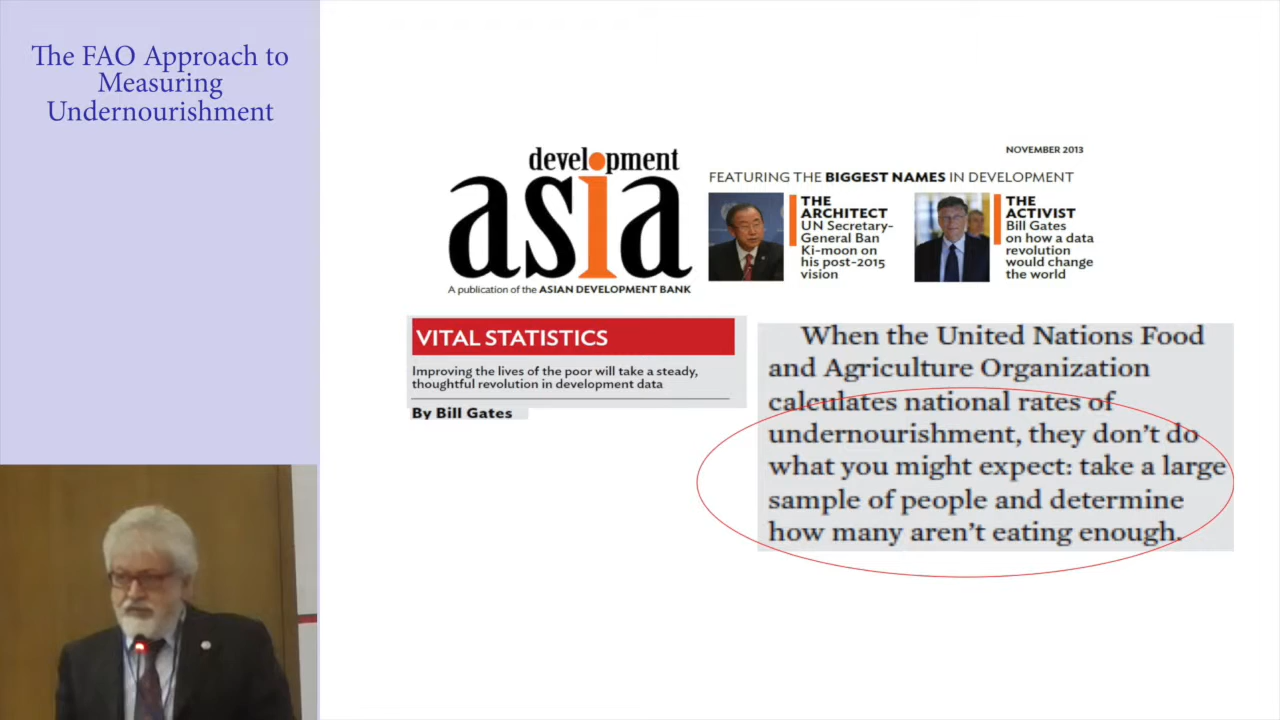 The FAO Approach to
Measuring
Undernourishment
development
asia
A publication of the ASIAN DEVELOPMENT BANK
NOVEMBER 2013
FEATURING THE BIGGEST NAMES IN DEVELOPMENT
THE
ARCHITECT
UN Secretary-
General Ban
Ki-moon on
his post-2015
vision
THE
ACTIVIST
Bill Gates
on how a data
revolution
would change
the world
VITAL STATISTICS
Improving the lives of the poor will take a steady,
thoughtful revolution in development data
By Bill Gates
When the United Nations Food
and Agriculture Organization
calculates national rates of
undernourishment, they don't do
what you might expect: take a large
sample of people and determine
how many aren't eating enough.